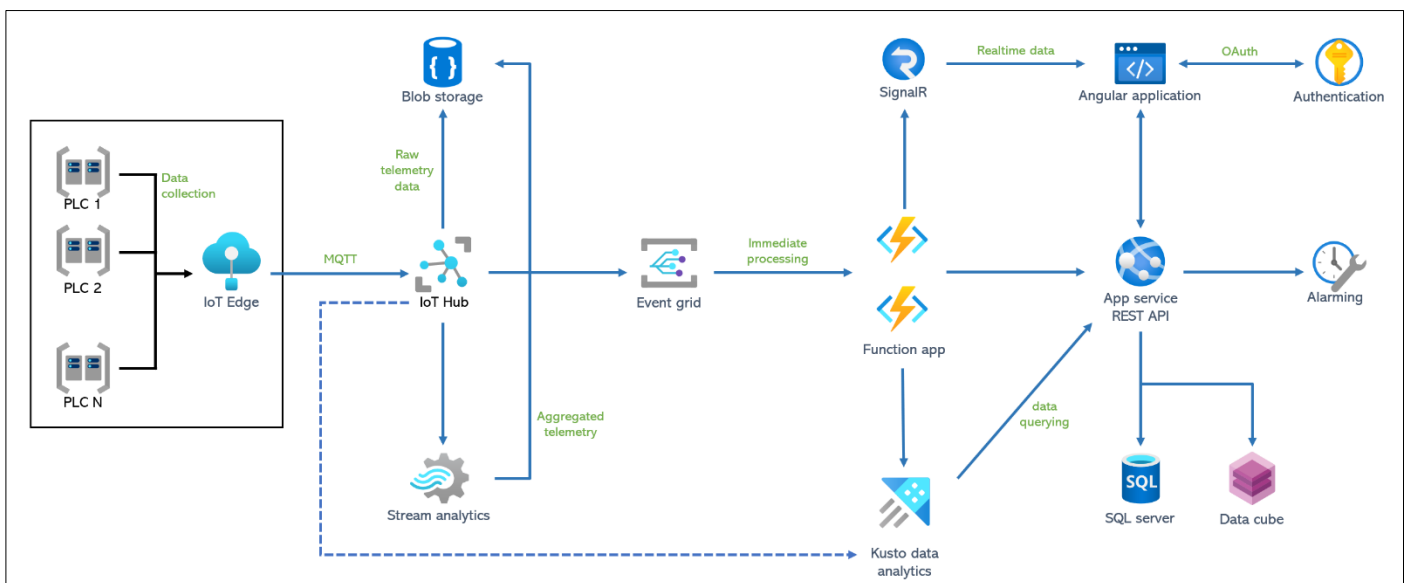 Blob storage
SignalR
Realtime data
Angular application
OAuth
Authentication
PLC 1
Data
collection
Raw
telemetry
data
PLC 2
IoT Edge
MQTT
IoT Hub
Event grid
Immediate
processing
Function app
App service
REST API
Alarming
PLC N
Aggregated
telemetry
data
querying
Stream analytics
Kusto data
analytics
SQL
SQL server
Data cube